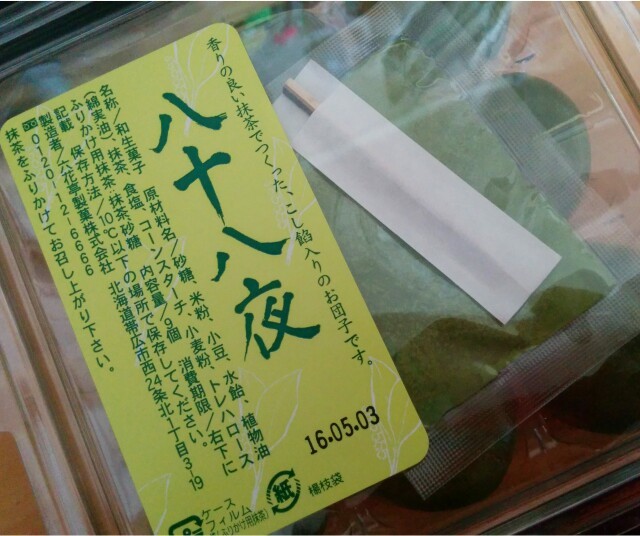 香りの良い抹茶でつくった、こし餡入りのお団子です。
八十八夜
名称/和生菓子 原材料名/砂糖、米粉、小豆、水飴、植物油
(綿実油)、抹茶、食塩、コーンスターチ、小麦粉、トレハロース
ふりかけ用抹茶/抹茶、砂糖 内容量/8個 消費期限/右下に
記載 保存方法/10℃以下の場所で保存してください。
製造者/六花亭製菓株式会社 北海道帯広市西24条北1丁目3-19
☎0120-12-6666
抹茶をふりかけてお召し上がり下さい。
16.05.03
紙
楊枝袋
ケース
フィルム
(ふりかけ用抹茶)